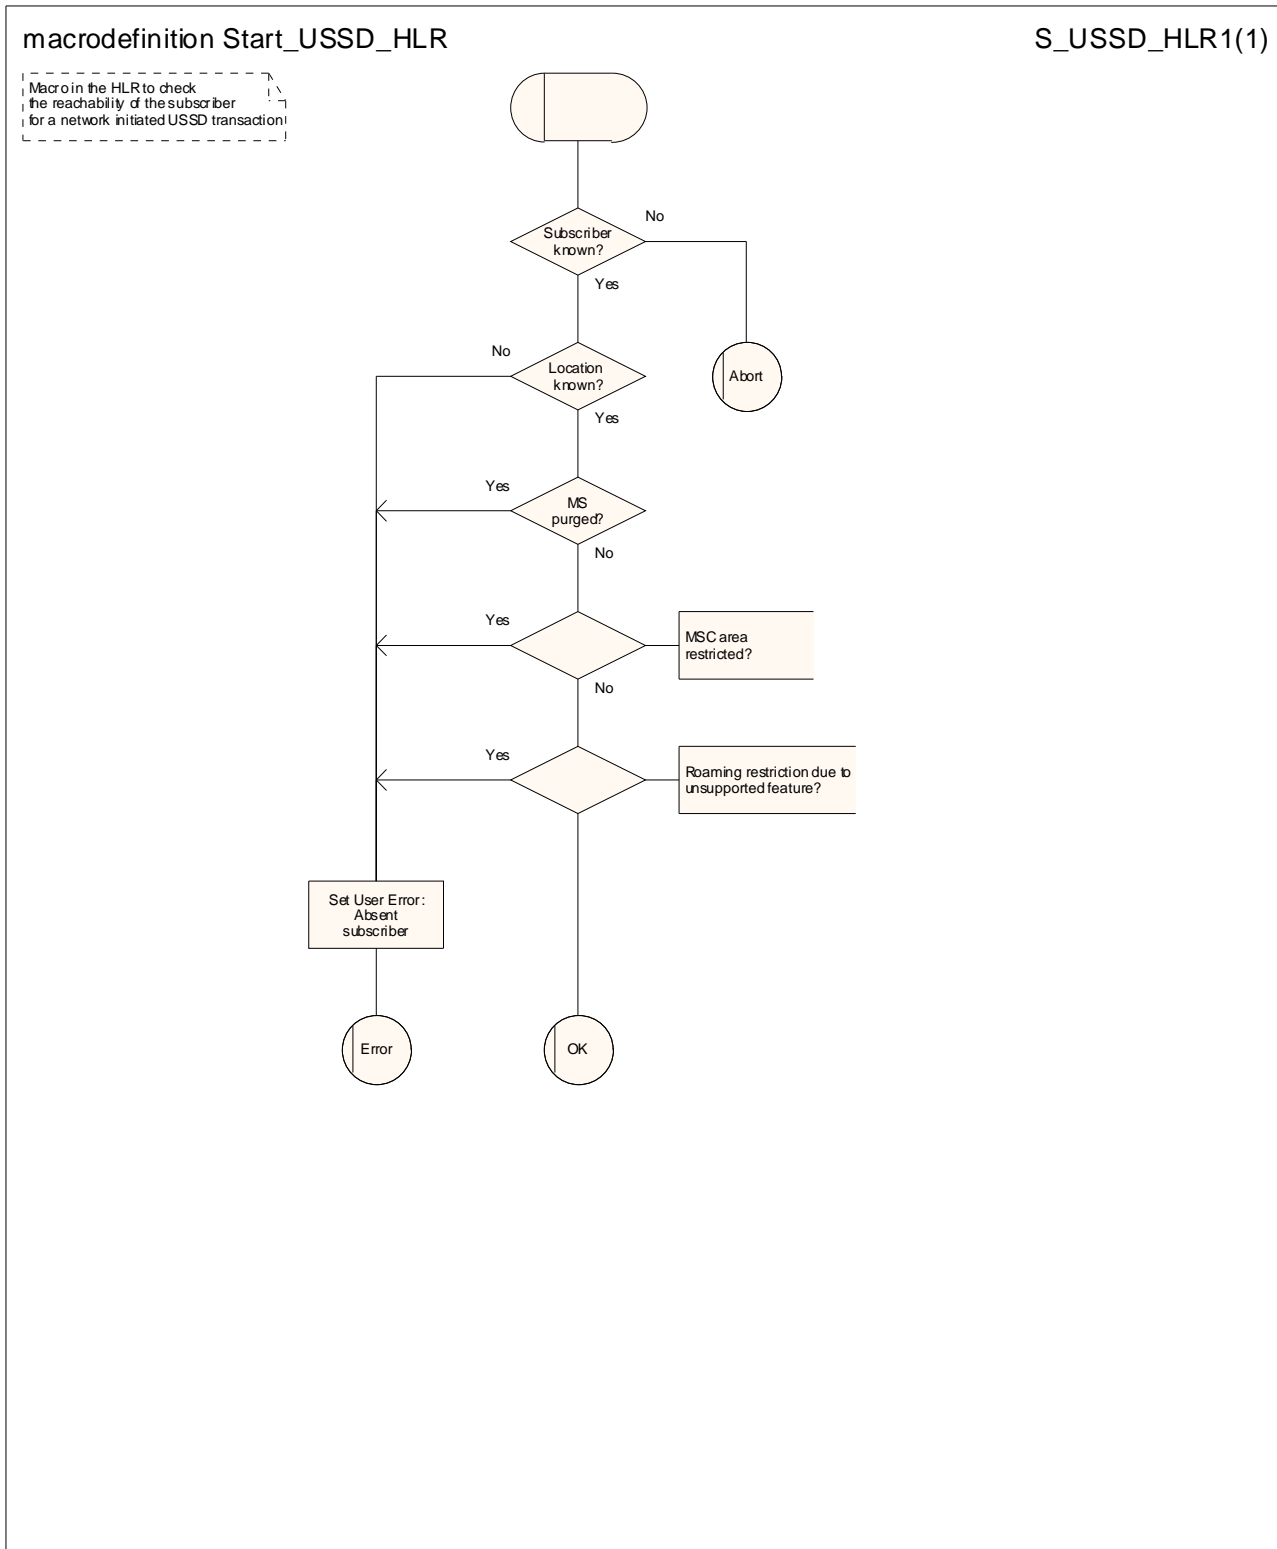 macrodefinition Start_USSD_HLR
S_USSD_HLR1(1)
Macro in the HLR to check
the reachability of the subscriber
for a network initiated USSD transaction
No
Subscriber
known?
Yes
No
Location
known?
Abort
Yes
Yes
MS
purged?
No
Yes
MSC area
restricted?
No
Yes
Roaming restriction due to
unsupported feature?
Set User Error:
Absent
subscriber
Error
OK